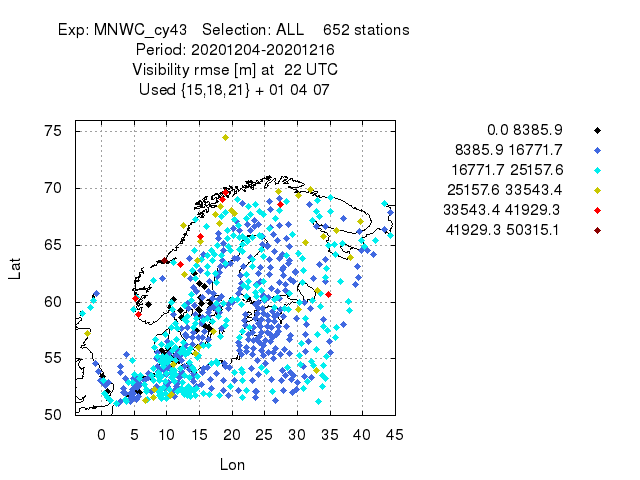 Exp: MNWC_cy43   Selection: ALL    652 stations
Period: 20201204-20201216
Visibility rmse [m] at  22 UTC
Used {15,18,21} + 01 04 07
0.0 8385.9
8385.9 16771.7
16771.7 25157.6
25157.6 33543.4
33543.4 41929.3
41929.3 50315.1
75
70
65
60
55
50
Lat
0 5 10 15 20 25 30 35 40 45
Lon